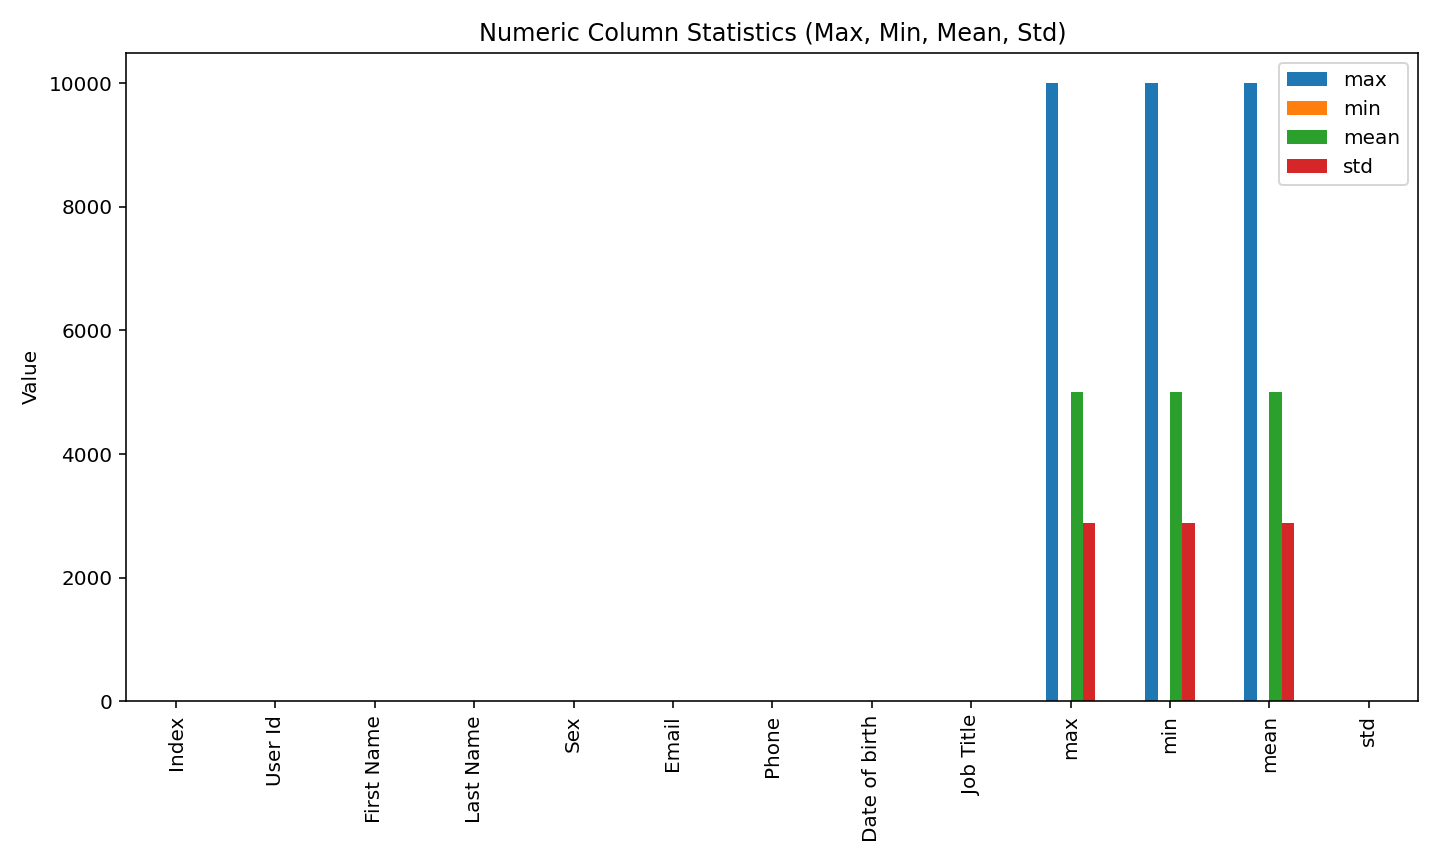 Numeric Column Statistics (Max, Min, Mean, Std)
max
min
mean
std
Value
10000
8000
6000
4000
2000
0
Index
User Id
First Name
Last Name
Sex
Email
Phone
Date of birth
Job Title
max
min
mean
std